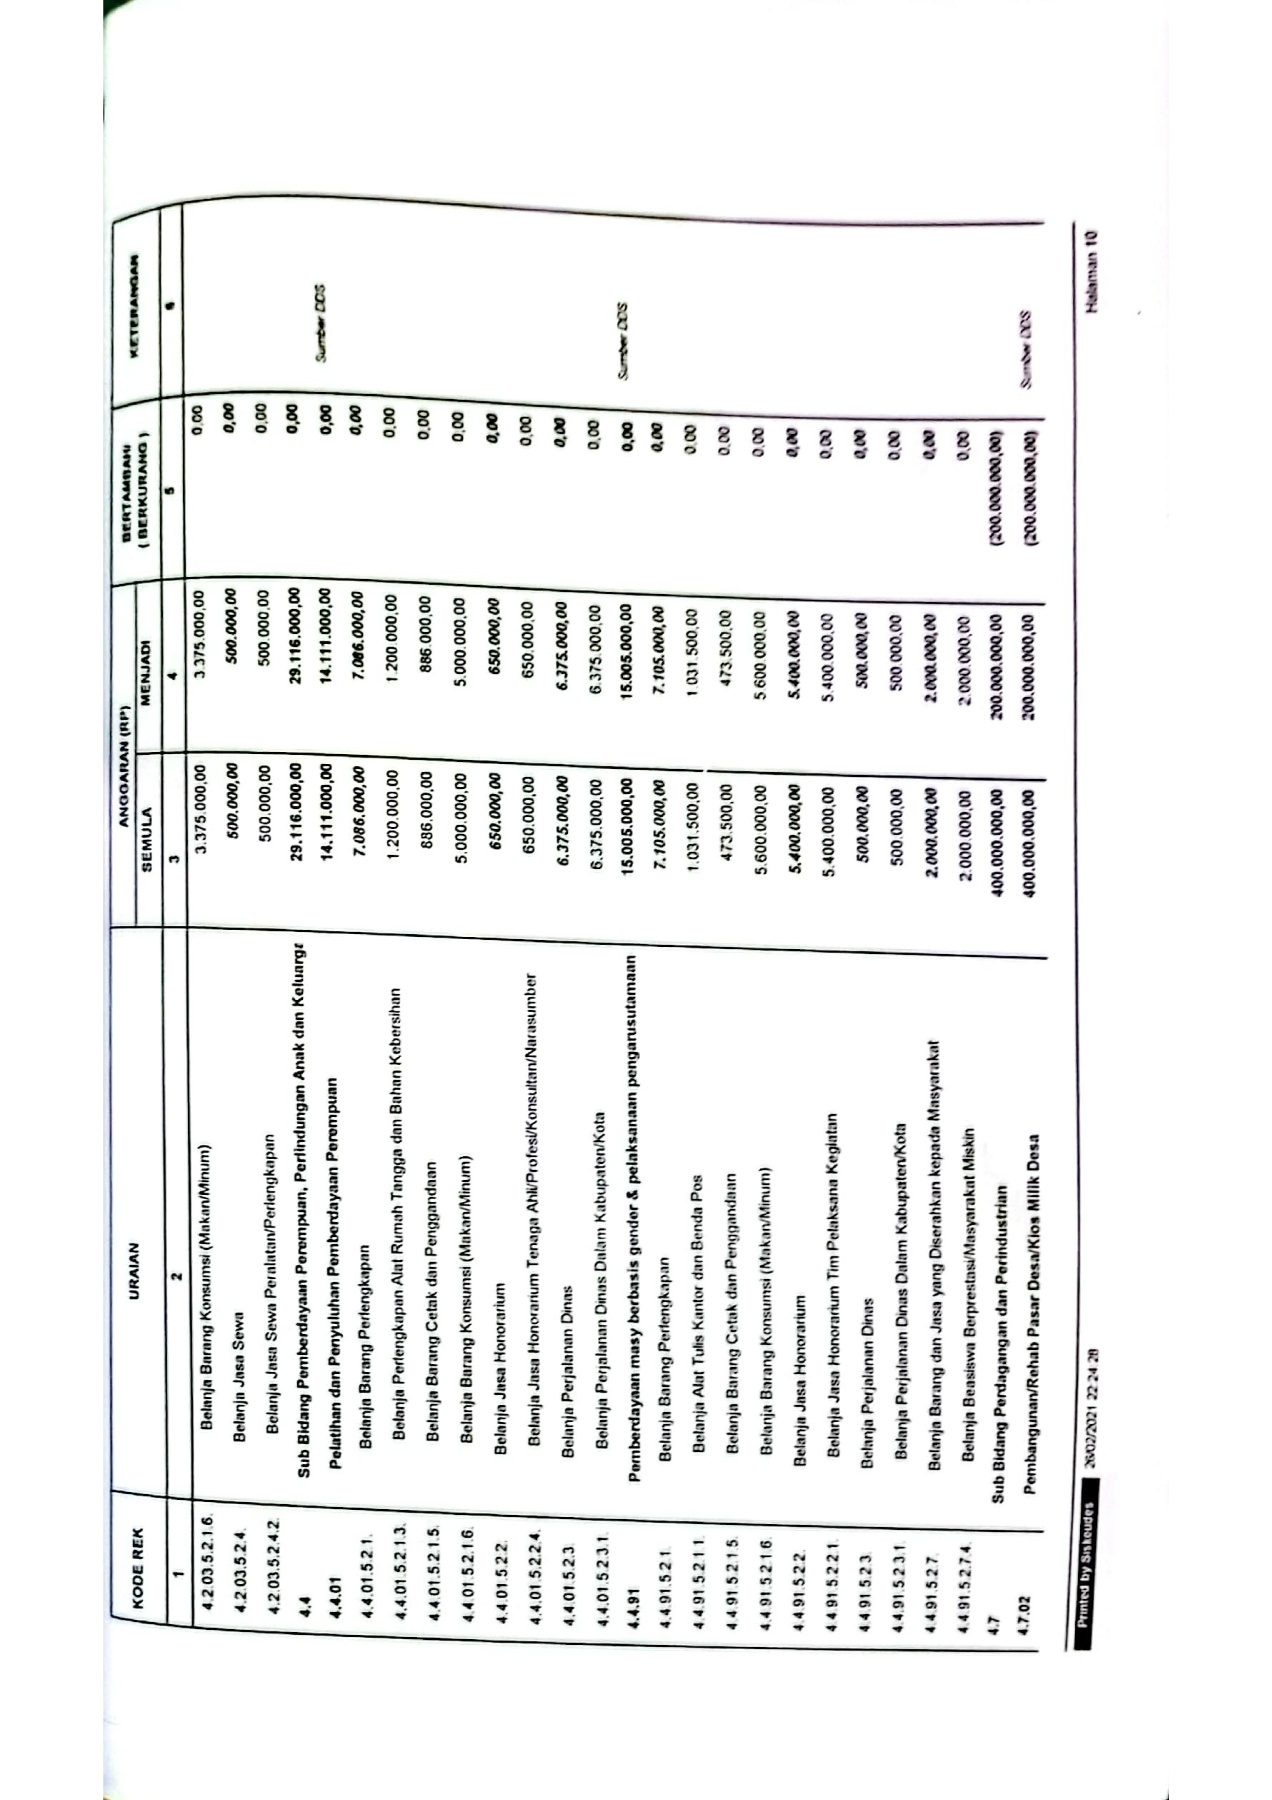 KODE REK URAIAN ANGGARAN (RP) BERTAMBAH/ ( BERKURANG ) KETERANGAN
SEMULA MENJADI
1 2 3 4 5 6
4.2.03.5.2.1.6. Belanja Barang Konsumsi (Makan/Minum) 3.375.000,00 3.375.000,00 0,00
4.2.03.5.2.4. Belanja Jasa Sewa 500.000,00 500.000,00 0,00
4.2.03.5.2.4.2. Belanja Jasa Sewa Peralatan/Perlengkapan 500.000,00 500.000,00 0,00
4.4 Sub Bidang Pemberdayaan Perempuan, Perlindungan Anak dan Keluarga 29.116.000,00 29.116.000,00 0,00
4.4.01 Pelatihan dan Penyuluhan Pemberdayaan Perempuan 14.111.000,00 14.111.000,00 0,00 Sumber DDS
4.4.01.5.2.1. Belanja Barang Perlengkapan 7.086.000,00 7.086.000,00 0,00
4.4.01.5.2.1.3. Belanja Perlengkapan Alat Rumah Tangga dan Bahan Kebersihan 1.200.000,00 1.200.000,00 0,00
4.4.01.5.2.1.5. Belanja Barang Cetak dan Penggandaan 886.000,00 886.000,00 0,00
4.4.01.5.2.1.6. Belanja Barang Konsumsi (Makan/Minum) 5.000.000,00 5.000.000,00 0,00
4.4.01.5.2.2. Belanja Jasa Honorarium 650.000,00 650.000,00 0,00
4.4.01.5.2.2.4. Belanja Jasa Honorarium Tenaga Ahli/Profesi/Konsultan/Narasumber 650.000,00 650.000,00 0,00
4.4.01.5.2.3. Belanja Perjalanan Dinas 6.375.000,00 6.375.000,00 0,00
4.4.01.5.2.3.1. Belanja Perjalanan Dinas Dalam Kabupaten/Kota 6.375.000,00 6.375.000,00 0,00
4.4.91 Pemberdayaan masy berbasis gender & pelaksanaan pengarusutamaan 15.005.000,00 15.005.000,00 0,00 Sumber DDS
4.4.91.5.2.1. Belanja Barang Perlengkapan 7.105.000,00 7.105.000,00 0,00
4.4.91.5.2.1.1. Belanja Alat Tulis Kantor dan Benda Pos 1.031.500,00 1.031.500,00 0,00
4.4.91.5.2.1.5. Belanja Barang Cetak dan Penggandaan 473.500,00 473.500,00 0,00
4.4.91.5.2.1.6. Belanja Barang Konsumsi (Makan/Minum) 5.600.000,00 5.600.000,00 0,00
4.4.91.5.2.2. Belanja Jasa Honorarium 5.400.000,00 5.400.000,00 0,00
4.4.91.5.2.2.1. Belanja Jasa Honorarium Tim Pelaksana Kegiatan 5.400.000,00 5.400.000,00 0,00
4.4.91.5.2.3. Belanja Perjalanan Dinas 500.000,00 500.000,00 0,00
4.4.91.5.2.3.1. Belanja Perjalanan Dinas Dalam Kabupaten/Kota 500.000,00 500.000,00 0,00
4.4.91.5.2.7. Belanja Barang dan Jasa yang Diserahkan kepada Masyarakat 2.000.000,00 2.000.000,00 0,00
4.4.91.5.2.7.4. Belanja Beasiswa Berprestasi/Masyarakat Miskin 2.000.000,00 2.000.000,00 0,00
4.7 Sub Bidang Perdagangan dan Perindustrian 400.000.000,00 200.000.000,00 (200.000.000,00)
4.7.02 Pembangunan/Rehab Pasar Desa/Kios Milik Desa 400.000.000,00 200.000.000,00 (200.000.000,00) Sumber DDS
Printed by Siskeudes 26/02/2021 22:24:28 Halaman 10